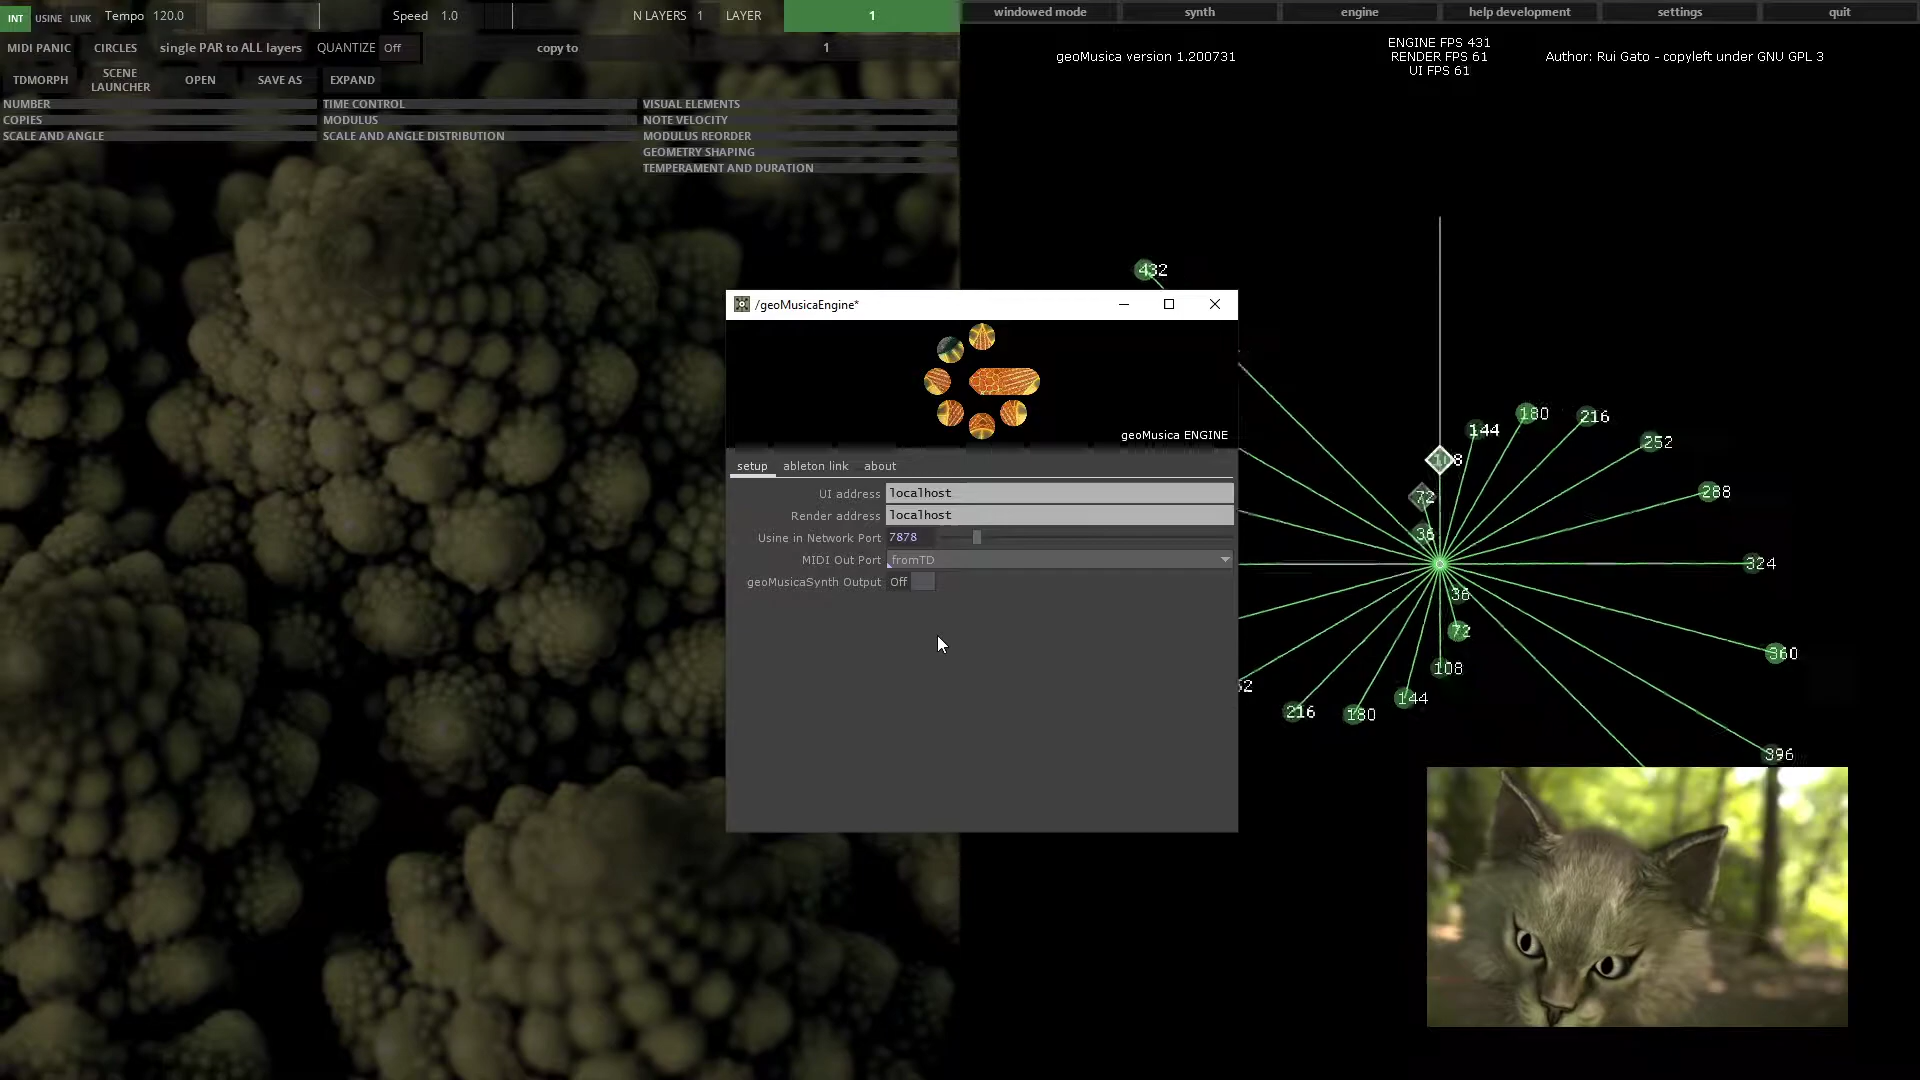 INT USINE LINK Tempo 120.0 Speed 1.0 N LAYERS 1 LAYER 1
MIDI PANIC CIRCLES single PAR to ALL layers QUANTIZE Off copy to 1
TDMORPH SCENE LAUNCHER OPEN SAVE AS EXPAND
NUMBER TIME CONTROL VISUAL ELEMENTS
COPIES MODULUS NOTE VELOCITY
SCALE AND ANGLE SCALE AND ANGLE DISTRIBUTION MODULUS REORDER
GEOMETRY SHAPING
TEMPERAMENT AND DURATION
windowed mode synth engine help development settings quit
geoMusica version 1.200731
ENGINE FPS 431
RENDER FPS 61
UI FPS 61
Author: Rui Gato - copyleft under GNU GPL 3
/geoMusicaEngine*
geoMusica ENGINE
setup ableton link about
UI address localhost
Render address localhost
Usine in Network Port 7878
MIDI Out Port fromTD
geoMusicaSynth Output Off
432
180
216
144
252
108
288
72
36
324
36
72
360
108
144
216
180
396